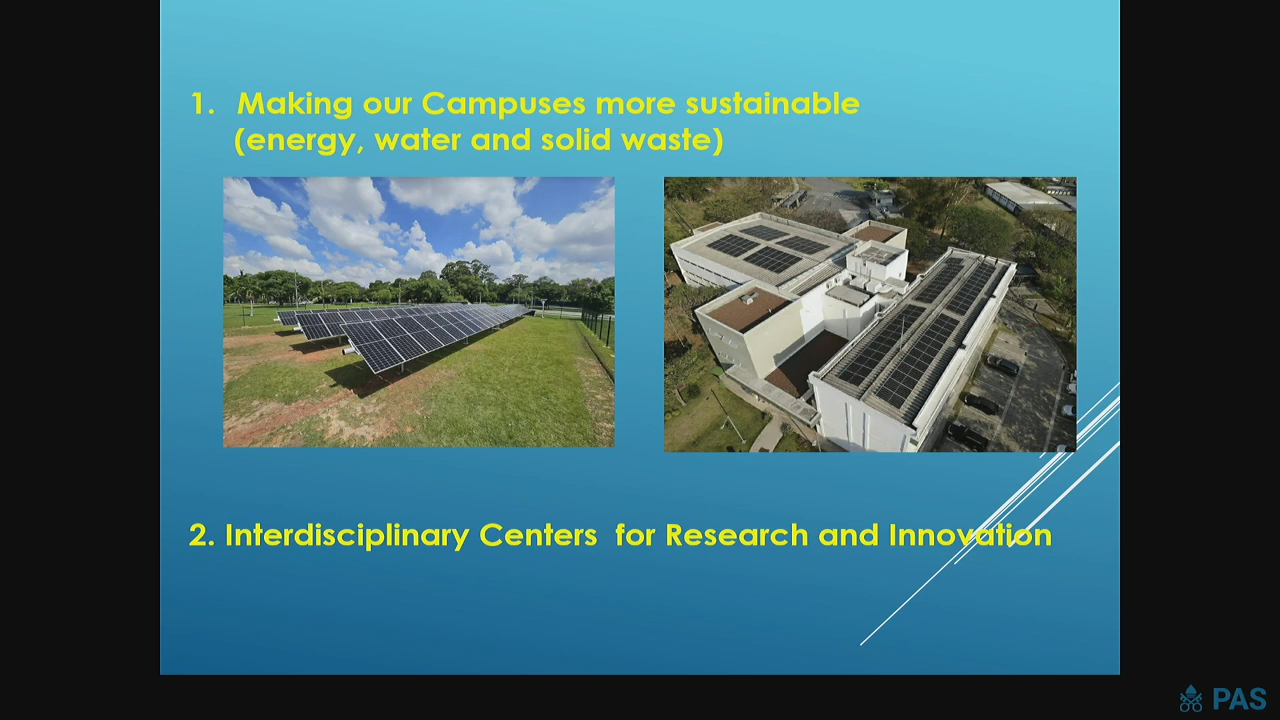 1. Making our Campuses more sustainable
(energy, water and solid waste)
2. Interdisciplinary Centers for Research and Innovation
PAS